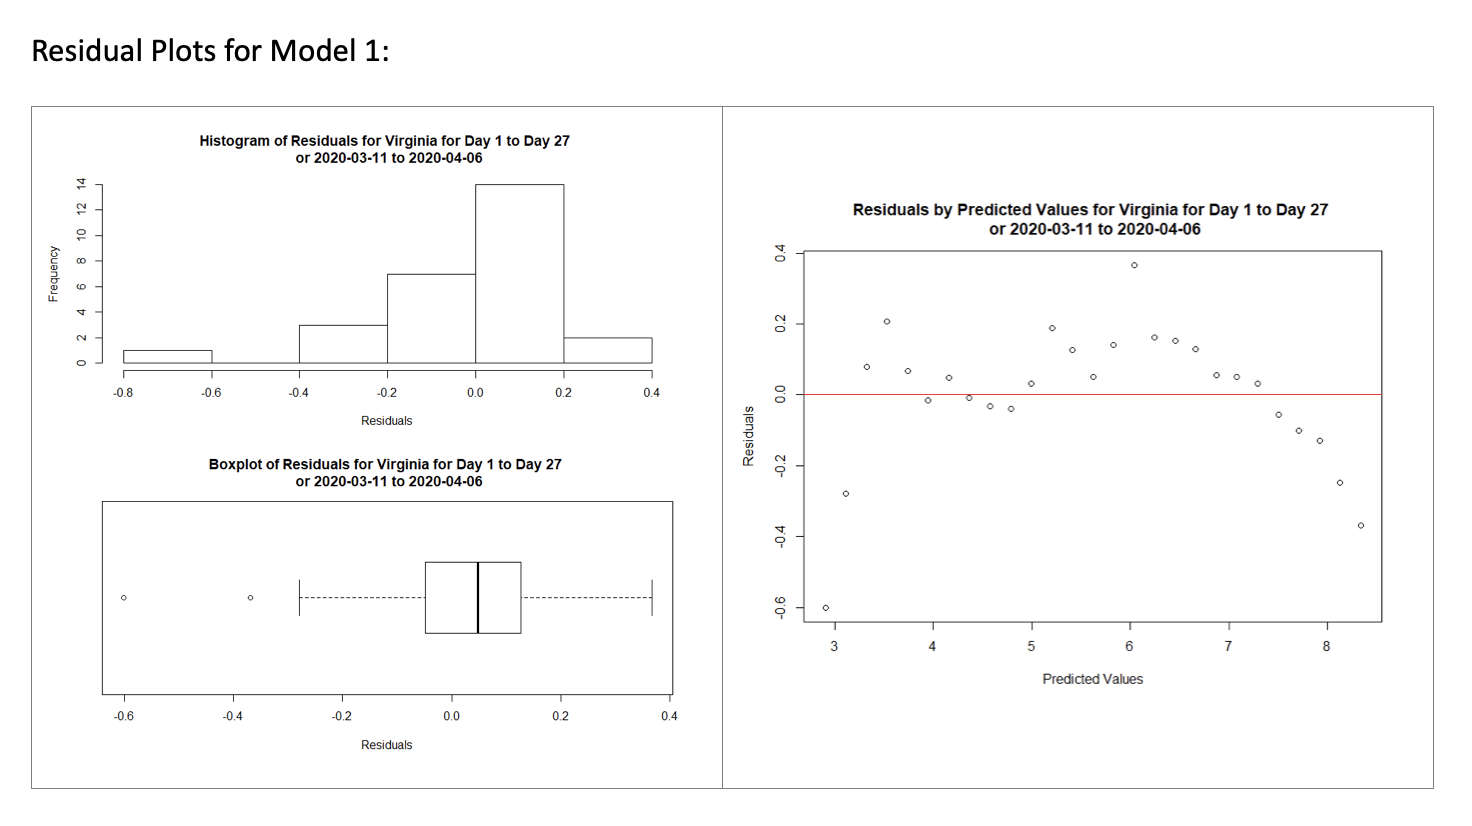 Residual Plots for Model 1:
Histogram of Residuals for Virginia for Day 1 to Day 27
or 2020-03-11 to 2020-04-06
Frequency
0 2 4 6 8 10 12 14
-0.8 -0.6 -0.4 -0.2 0.0 0.2 0.4
Residuals
Boxplot of Residuals for Virginia for Day 1 to Day 27
or 2020-03-11 to 2020-04-06
-0.6 -0.4 -0.2 0.0 0.2 0.4
Residuals
Residuals by Predicted Values for Virginia for Day 1 to Day 27
or 2020-03-11 to 2020-04-06
Residuals
-0.6 -0.4 -0.2 0.0 0.2 0.4
3 4 5 6 7 8
Predicted Values